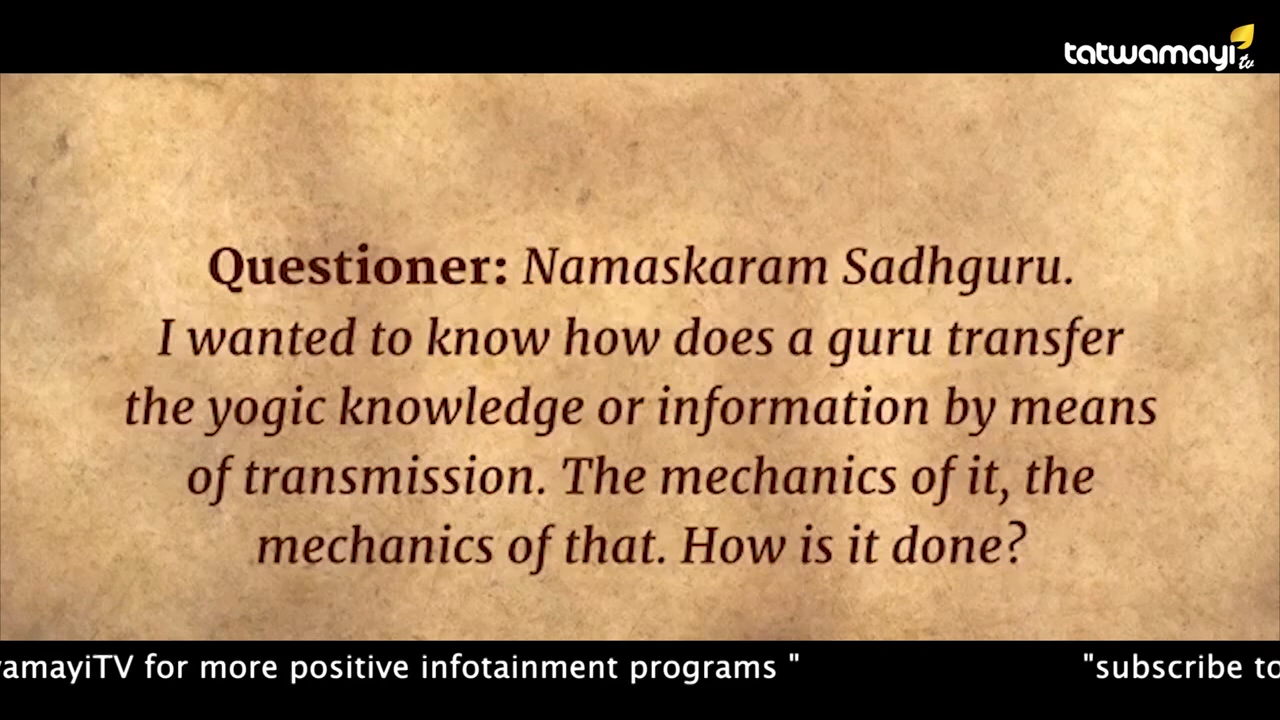 tatwamayi tv
Questioner: Namaskaram Sadhguru.
I wanted to know how does a guru transfer
the yogic knowledge or information by means
of transmission. The mechanics of it, the
mechanics of that. How is it done?
wamayiTV for more positive infotainment programs " "subscribe to